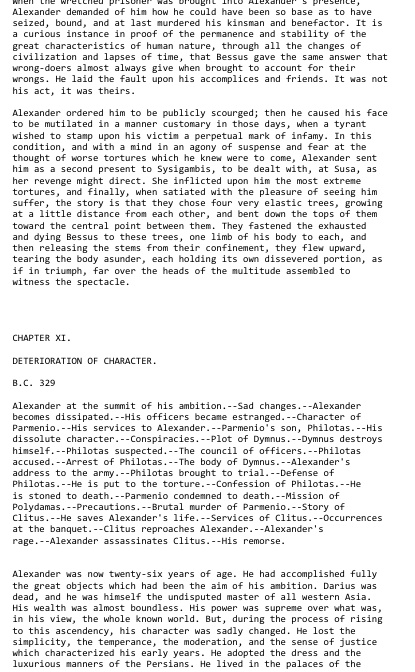 When the wretched prisoner was brought into Alexander's presence,
Alexander demanded of him how he could have been so base as to have
seized, bound, and at last murdered his kinsman and benefactor. It is
a curious instance in proof of the permanence and stability of the
great characteristics of human nature, through all the changes of
civilization and lapses of time, that Bessus gave the same answer that
wrong-doers almost always give when brought to account for their
wrongs. He laid the fault upon his accomplices and friends. It was not
his act, it was theirs.

Alexander ordered him to be publicly scourged; then he caused his face
to be mutilated in a manner customary in those days, when a tyrant
wished to stamp upon his victim a perpetual mark of infamy. In this
condition, and with a mind in an agony of suspense and fear at the
thought of worse tortures which he knew were to come, Alexander sent
him as a second present to Sysigambis, to be dealt with, at Susa, as
her revenge might direct. She inflicted upon him the most extreme
tortures, and finally, when satiated with the pleasure of seeing him
suffer, the story is that they chose four very elastic trees, growing
at a little distance from each other, and bent down the tops of them
toward the central point between them. They fastened the exhausted
and dying Bessus to these trees, one limb of his body to each, and
then releasing the stems from their confinement, they flew upward,
tearing the body asunder, each holding its own dissevered portion, as
if in triumph, far over the heads of the multitude assembled to
witness the spectacle.

CHAPTER XI.

DETERIORATION OF CHARACTER.

B.C. 329

Alexander at the summit of his ambition.--Sad changes.--Alexander
becomes dissipated.--His officers became estranged.--Character of
Parmenio.--His services to Alexander.--Parmenio's son, Philotas.--His
dissolute character.--Conspiracies.--Plot of Dymnus.--Dymnus destroys
himself.--Philotas suspected.--The council of officers.--Philotas
accused.--Arrest of Philotas.--The body of Dymnus.--Alexander's
address to the army.--Philotas brought to trial.--Defense of
Philotas.--He is put to the torture.--Confession of Philotas.--He
is stoned to death.--Parmenio condemned to death.--Mission of
Polydamas.--Precautions.--Brutal murder of Parmenio.--Story of
Clitus.--He saves Alexander's life.--Services of Clitus.--Occurrences
at the banquet.--Clitus reproaches Alexander.--Alexander's
rage.--Alexander assassinates Clitus.--His remorse.

Alexander was now twenty-six years of age. He had accomplished fully
the great objects which had been the aim of his ambition. Darius was
dead, and he was himself the undisputed master of all western Asia.
His wealth was almost boundless. His power was supreme over what was,
in his view, the whole known world. But, during the process of rising
to this ascendency, his character was sadly changed. He lost the
simplicity, the temperance, the moderation, and the sense of justice
which characterized his early years. He adopted the dress and the
luxurious manners of the Persians. He lived in the palaces of the